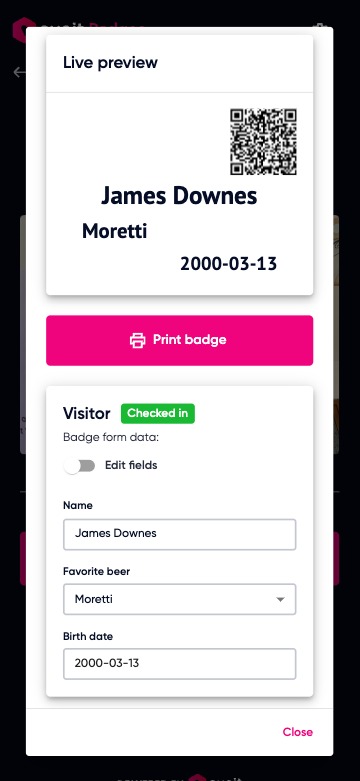 Live preview
James Downes
Moretti
2000-03-13
Print badge
Visitor Checked in
Badge form data:
Edit fields
Name
James Downes
Favorite beer
Moretti
Birth date
2000-03-13
Close